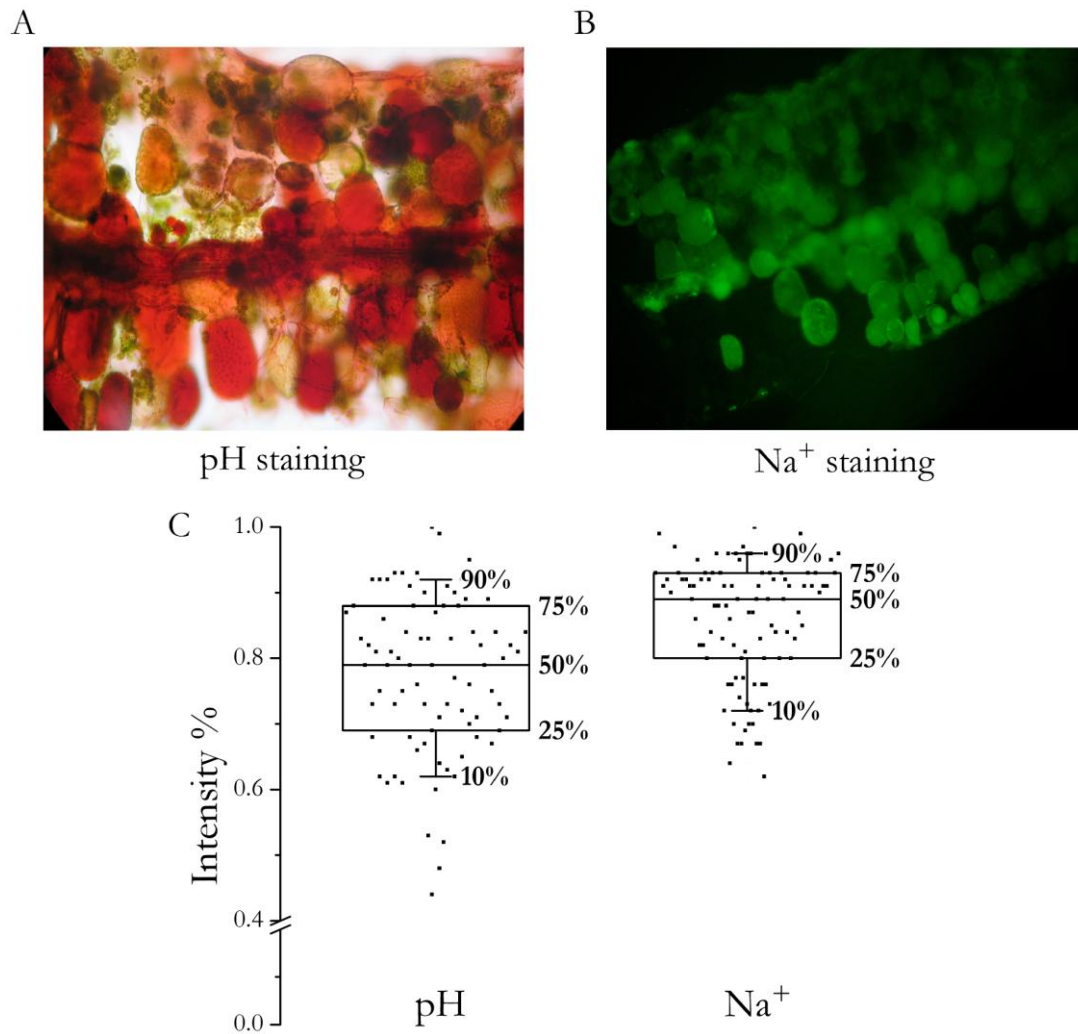 A
B
pH staining
Na⁺ staining
C
1.0
0.8
0.6
0.4
0.0
Intensity %
90%
75%
50%
25%
10%
90%
75%
50%
25%
10%
pH
Na⁺